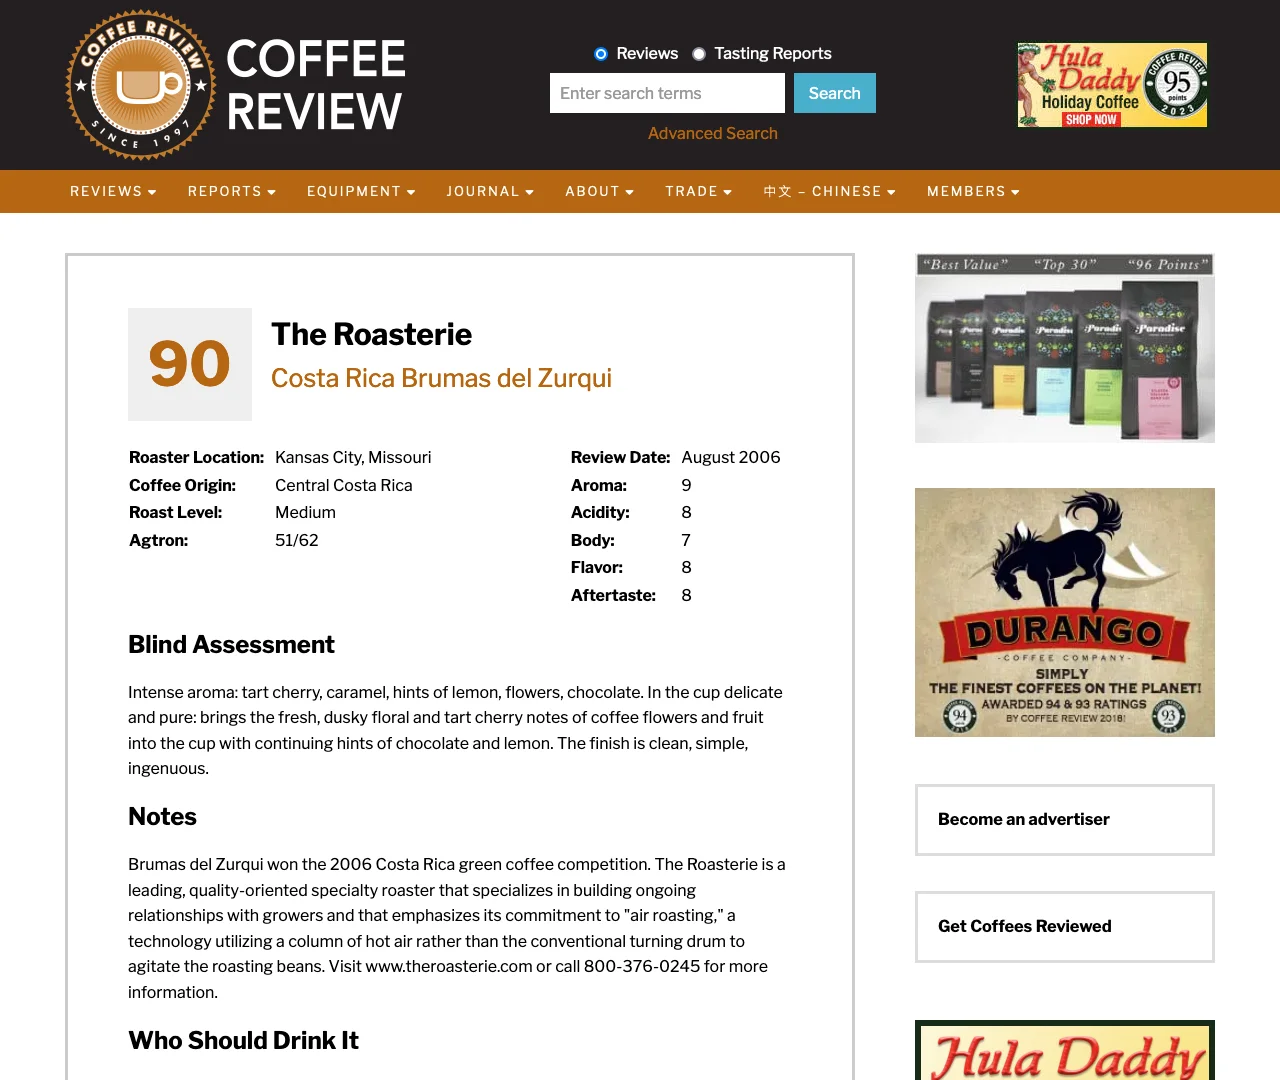 COFFEE REVIEW
SINCE 1997
COFFEE
REVIEW
Reviews Tasting Reports
Enter search terms Search
Advanced Search
Hula
Daddy
Holiday Coffee
SHOP NOW
COFFEE REVIEW
95
points
2023
REVIEWS REPORTS EQUIPMENT JOURNAL ABOUT TRADE 中文 – CHINESE MEMBERS
90
The Roasterie
Costa Rica Brumas del Zurqui
Roaster Location: Kansas City, Missouri
Coffee Origin: Central Costa Rica
Roast Level: Medium
Agtron: 51/62
Review Date: August 2006
Aroma: 9
Acidity: 8
Body: 7
Flavor: 8
Aftertaste: 8
Blind Assessment
Intense aroma: tart cherry, caramel, hints of lemon, flowers, chocolate. In the cup delicate
and pure: brings the fresh, dusky floral and tart cherry notes of coffee flowers and fruit
into the cup with continuing hints of chocolate and lemon. The finish is clean, simple,
ingenuous.
Notes
Brumas del Zurqui won the 2006 Costa Rica green coffee competition. The Roasterie is a
leading, quality-oriented specialty roaster that specializes in building ongoing
relationships with growers and that emphasizes its commitment to "air roasting," a
technology utilizing a column of hot air rather than the conventional turning drum to
agitate the roasting beans. Visit www.theroasterie.com or call 800-376-0245 for more
information.
Who Should Drink It
“Best Value” “Top 30” “96 Points”
Paradise
DURANGO
-COFFEE COMPANY-
SIMPLY
THE FINEST COFFEES ON THE PLANET!
AWARDED 94 & 93 RATINGS
BY COFFEE REVIEW 2018!
94
93
Become an advertiser
Get Coffees Reviewed
Hula Daddy